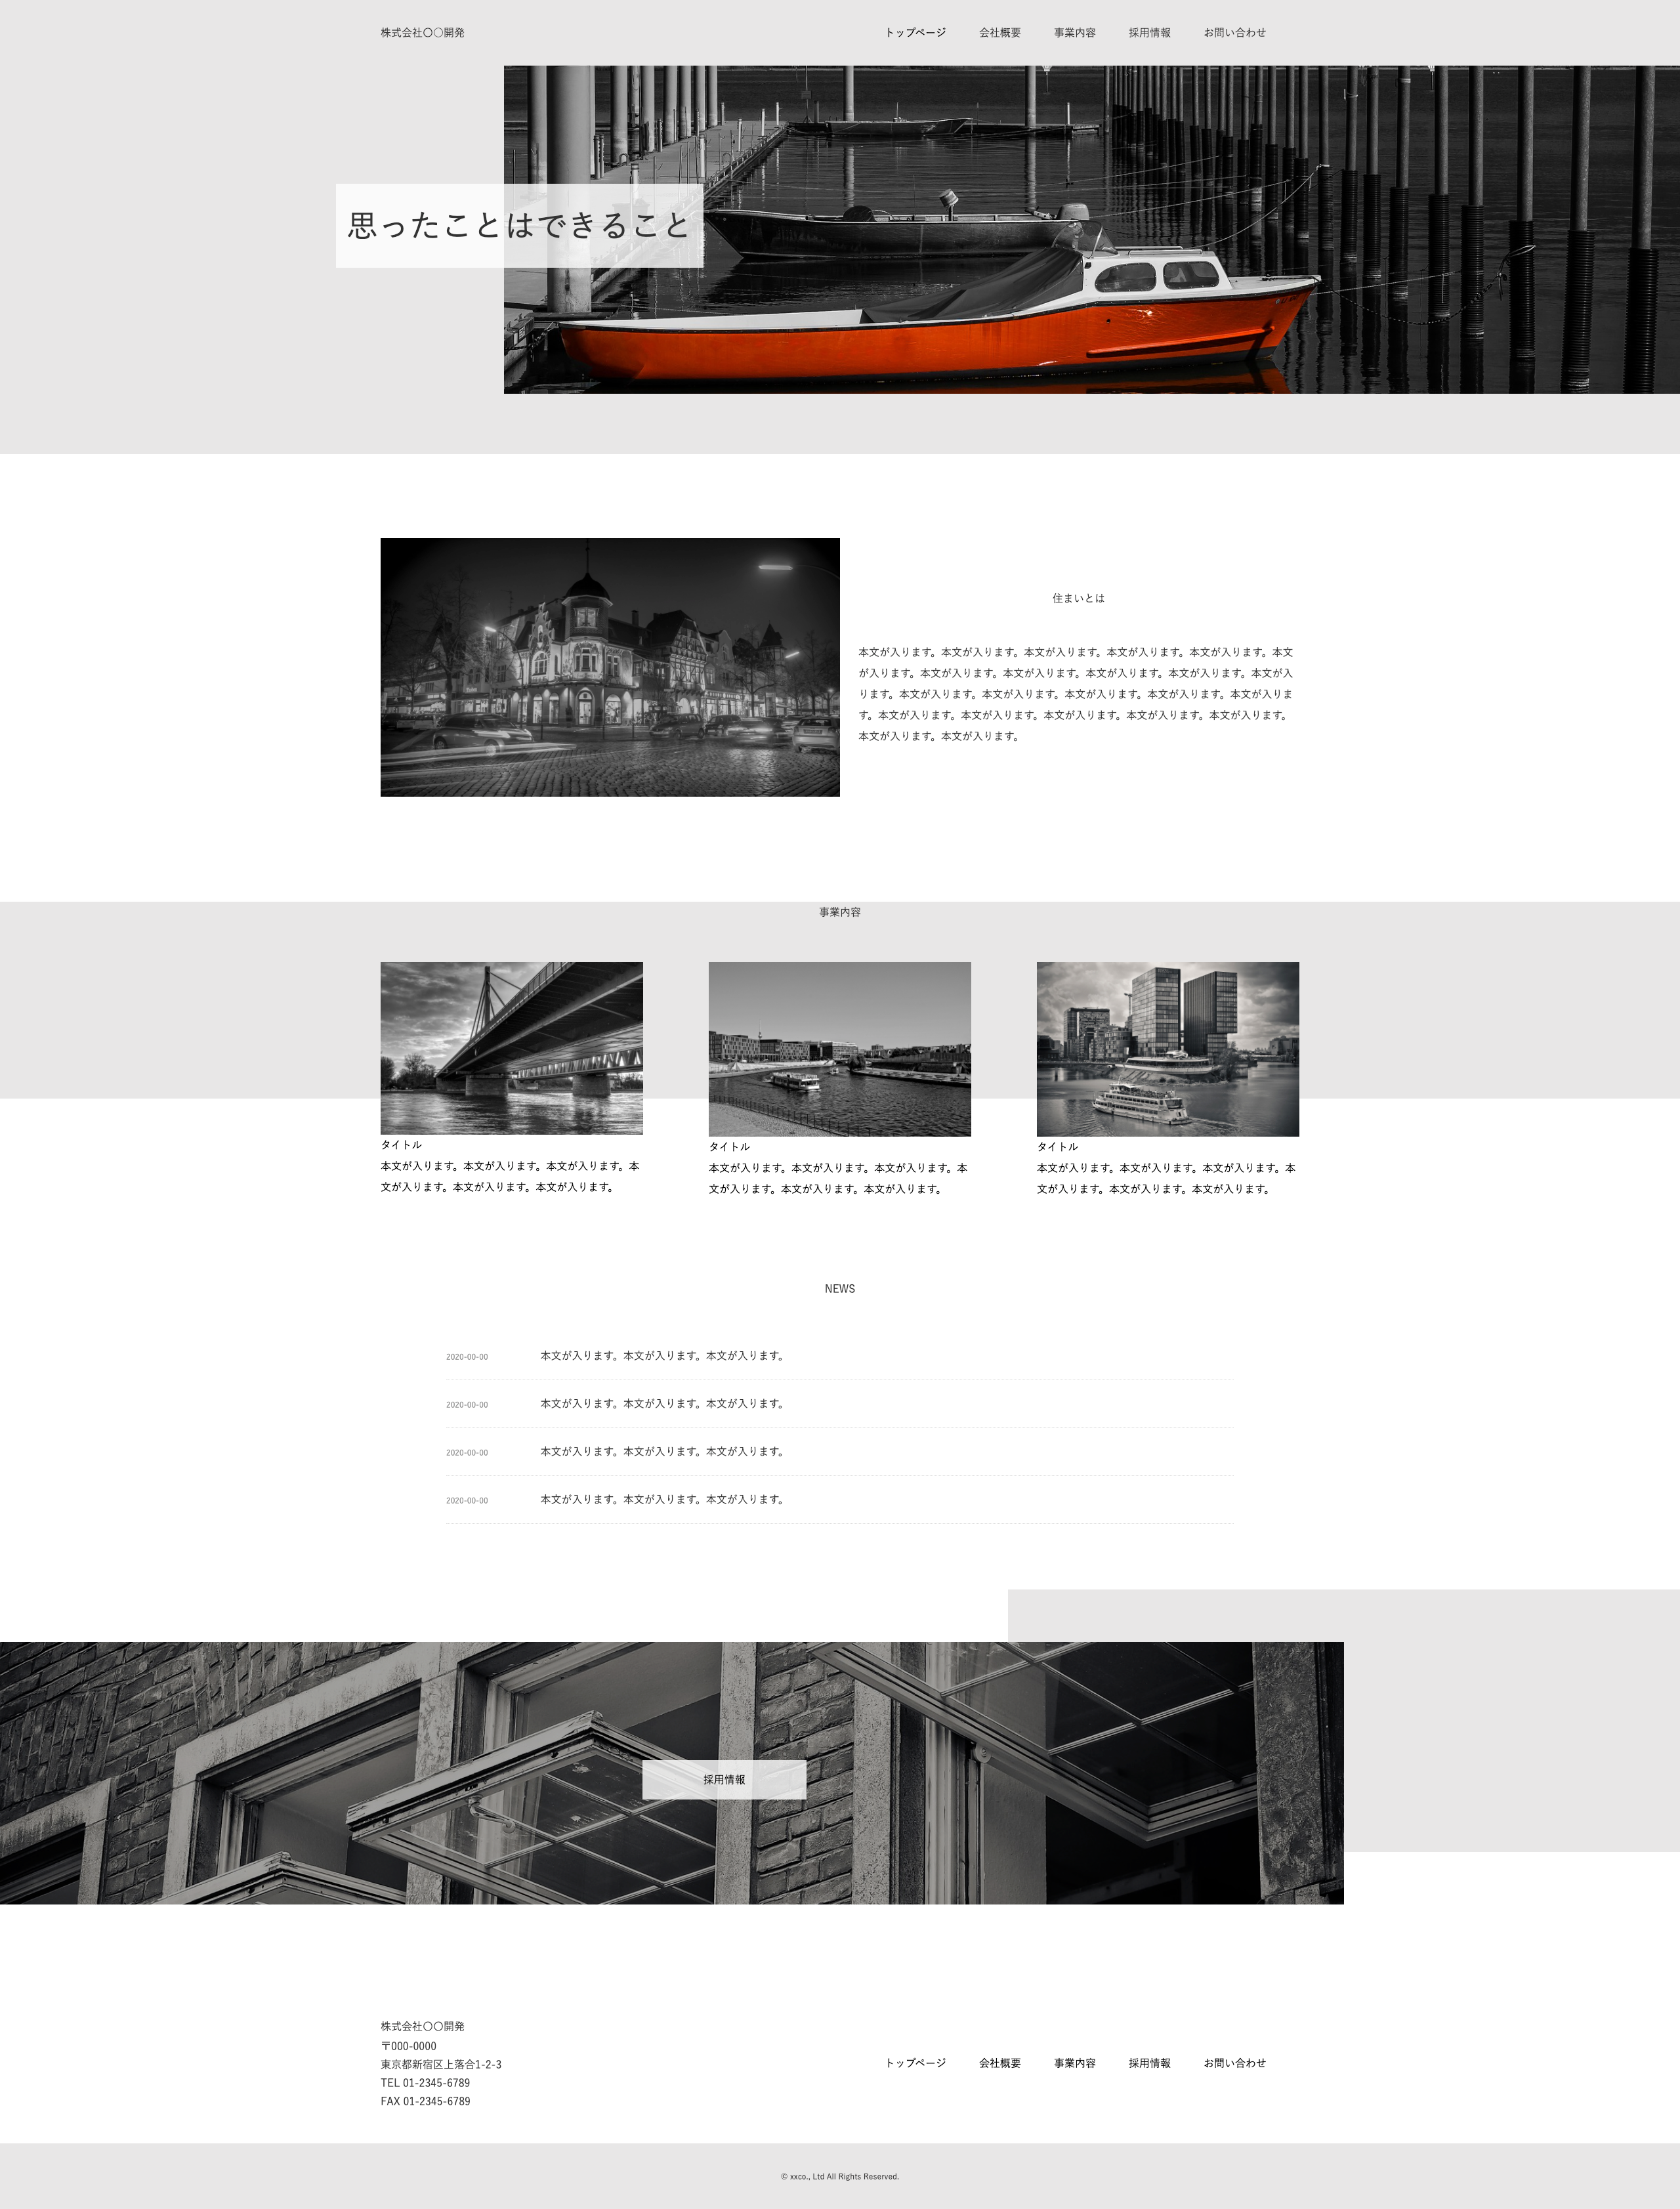 株式会社〇〇開発
トップページ 会社概要 事業内容 採用情報 お問い合わせ
思ったことはできること
住まいとは
本文が入ります。本文が入ります。本文が入ります。本文が入ります。本文が入ります。本文
が入ります。本文が入ります。本文が入ります。本文が入ります。本文が入ります。本文が入
ります。本文が入ります。本文が入ります。本文が入ります。本文が入ります。本文が入りま
す。本文が入ります。本文が入ります。本文が入ります。本文が入ります。本文が入ります。
本文が入ります。本文が入ります。
事業内容
タイトル
本文が入ります。本文が入ります。本文が入ります。本
文が入ります。本文が入ります。本文が入ります。
タイトル
本文が入ります。本文が入ります。本文が入ります。本
文が入ります。本文が入ります。本文が入ります。
タイトル
本文が入ります。本文が入ります。本文が入ります。本
文が入ります。本文が入ります。本文が入ります。
NEWS
2020-00-00 本文が入ります。本文が入ります。本文が入ります。
2020-00-00 本文が入ります。本文が入ります。本文が入ります。
2020-00-00 本文が入ります。本文が入ります。本文が入ります。
2020-00-00 本文が入ります。本文が入ります。本文が入ります。
採用情報
株式会社〇〇開発
〒000-0000
東京都新宿区上落合1-2-3
TEL 01-2345-6789
FAX 01-2345-6789
トップページ 会社概要 事業内容 採用情報 お問い合わせ
© xxco., Ltd All Rights Reserved.